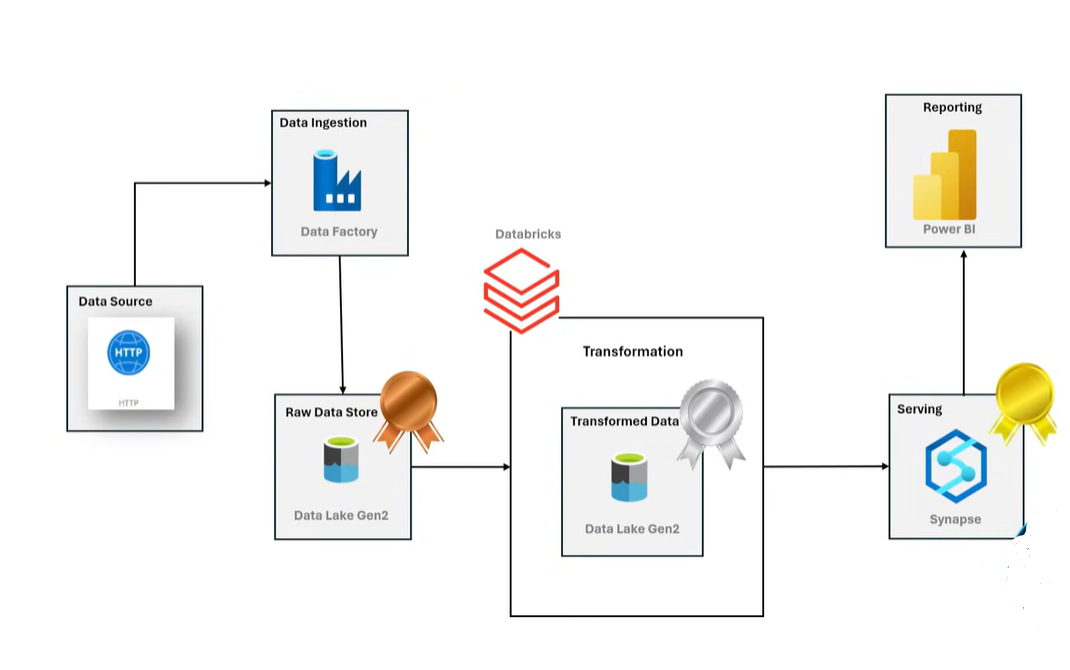 Data Source
HTTP
HTTP
Data Ingestion
Data Factory
Raw Data Store
Data Lake Gen2
Databricks
Transformation
Transformed Data
Data Lake Gen2
Serving
Synapse
Reporting
Power BI